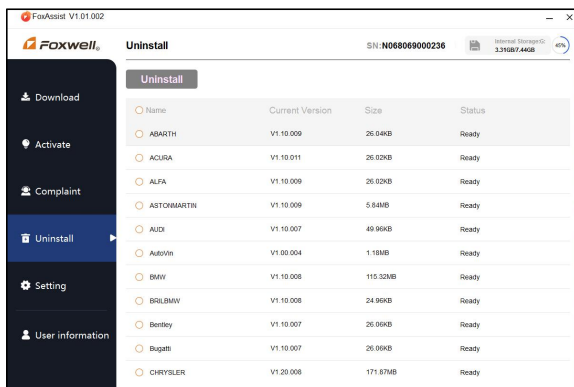 FoxAssist V1.01.002
Foxwell®
Uninstall
SN:N068069000236
Internal Storage:G:
3.31GB/7.44GB
45%
Download
Activate
Complaint
Uninstall
Setting
User information
Uninstall
Name Current Version Size Status
ABARTH V1.10.009 26.04KB Ready
ACURA V1.10.011 26.02KB Ready
ALFA V1.10.009 26.02KB Ready
ASTONMARTIN V1.10.009 5.84MB Ready
AUDI V1.10.007 49.96KB Ready
AutoVin V1.00.004 1.18MB Ready
BMW V1.10.008 115.32MB Ready
BRILBMW V1.10.008 24.96KB Ready
Bentley V1.10.007 26.06KB Ready
Bugatti V1.10.007 26.06KB Ready
CHRYSLER V1.20.008 171.87MB Ready